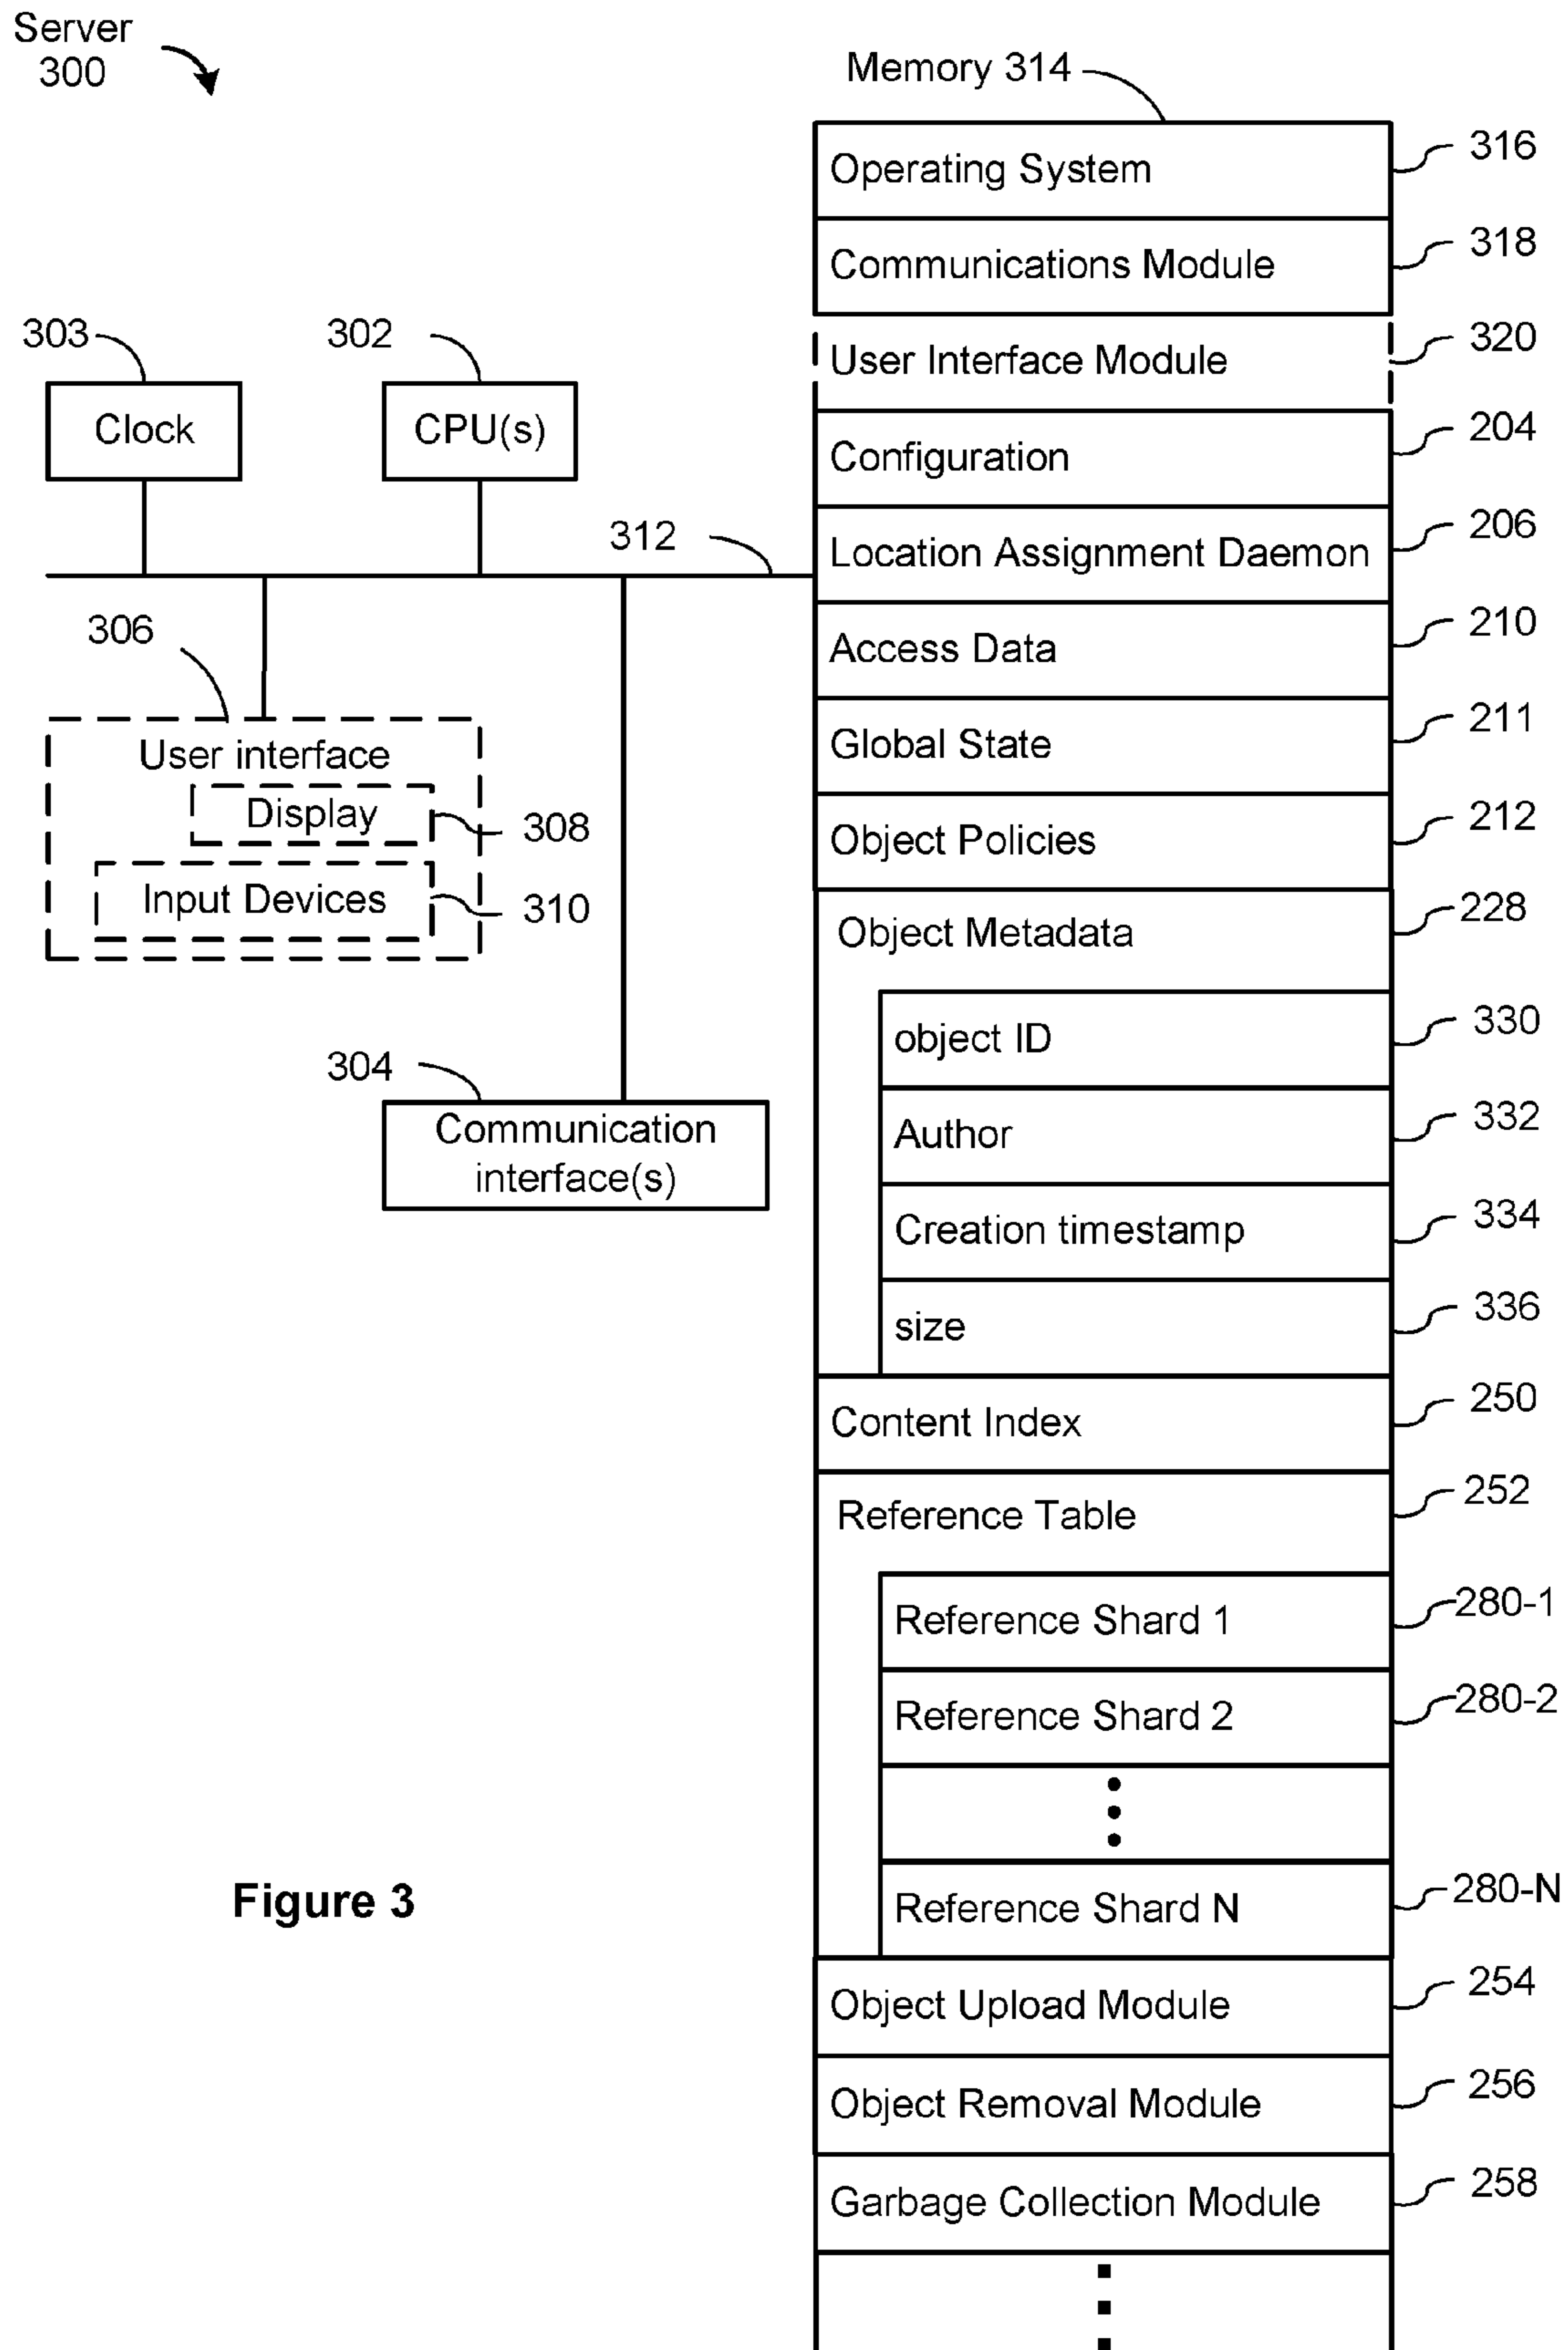 Server
300
Memory 314
Operating System 316
Communications Module 318
User Interface Module 320
303
302
Clock
CPU(s)
Configuration 204
312
Location Assignment Daemon 206
306
Access Data 210
Global State 211
User interface
Display 308
Input Devices 310
Object Policies 212
Object Metadata 228
object ID 330
304
Communication
interface(s)
Author 332
Creation timestamp 334
size 336
Content Index 250
Reference Table 252
Reference Shard 1 280-1
Reference Shard 2 280-2
Reference Shard N 280-N
Figure 3
Object Upload Module 254
Object Removal Module 256
Garbage Collection Module 258